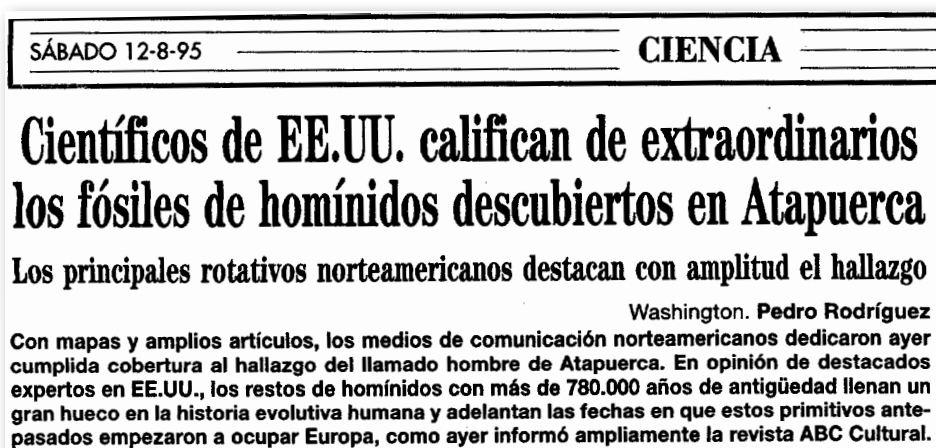 SÁBADO 12-8-95
CIENCIA
Científicos de EE.UU. califican de extraordinarios
los fósiles de homínidos descubiertos en Atapuerca
Los principales rotativos norteamericanos destacan con amplitud el hallazgo
Washington. Pedro Rodríguez
Con mapas y amplios artículos, los medios de comunicación norteamericanos dedicaron ayer
cumplida cobertura al hallazgo del llamado hombre de Atapuerca. En opinión de destacados
expertos en EE.UU., los restos de homínidos con más de 780.000 años de antigüedad llenan un
gran hueco en la historia evolutiva humana y adelantan las fechas en que estos primitivos ante-
pasados empezaron a ocupar Europa, como ayer informó ampliamente la revista ABC Cultural.